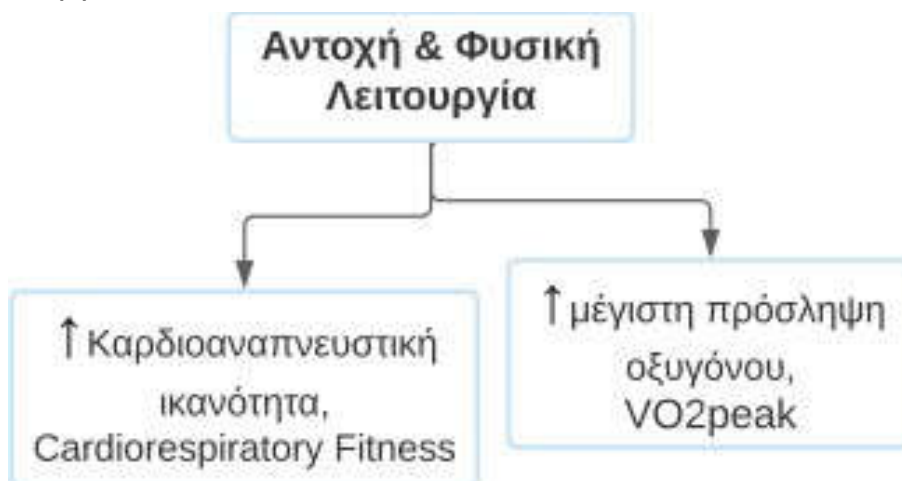 Αντοχή & Φυσική
Λειτουργία
↑Καρδιοαναπνευστική
ικανότητα,
Cardiorespiratory Fitness
↑μέγιστη πρόσληψη
οξυγόνου,
VO2peak